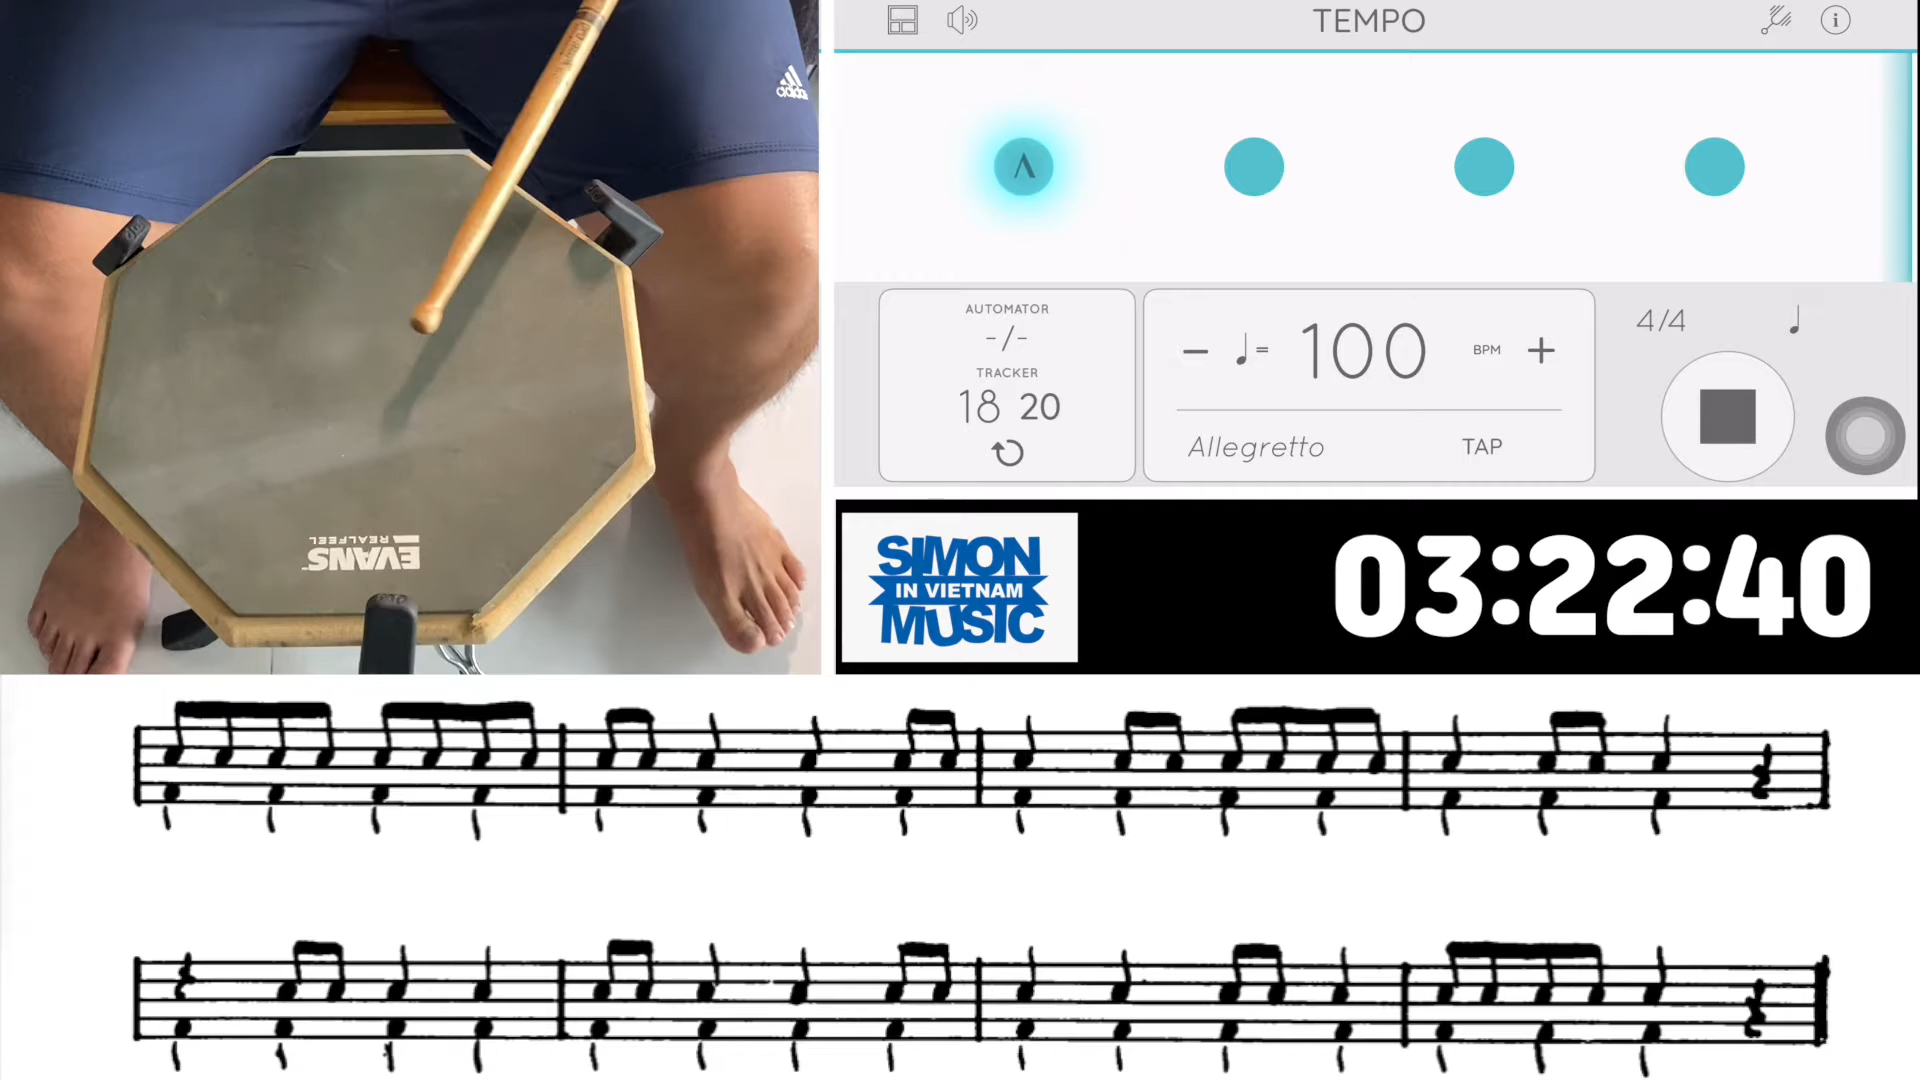 adidas
EVANS
REALFEEL
TEMPO
AUTOMATOR
-/-
TRACKER
18 20
♩= 100 BPM
Allegretto TAP
4/4
SIMON
IN VIETNAM
MUSIC
03:22:40